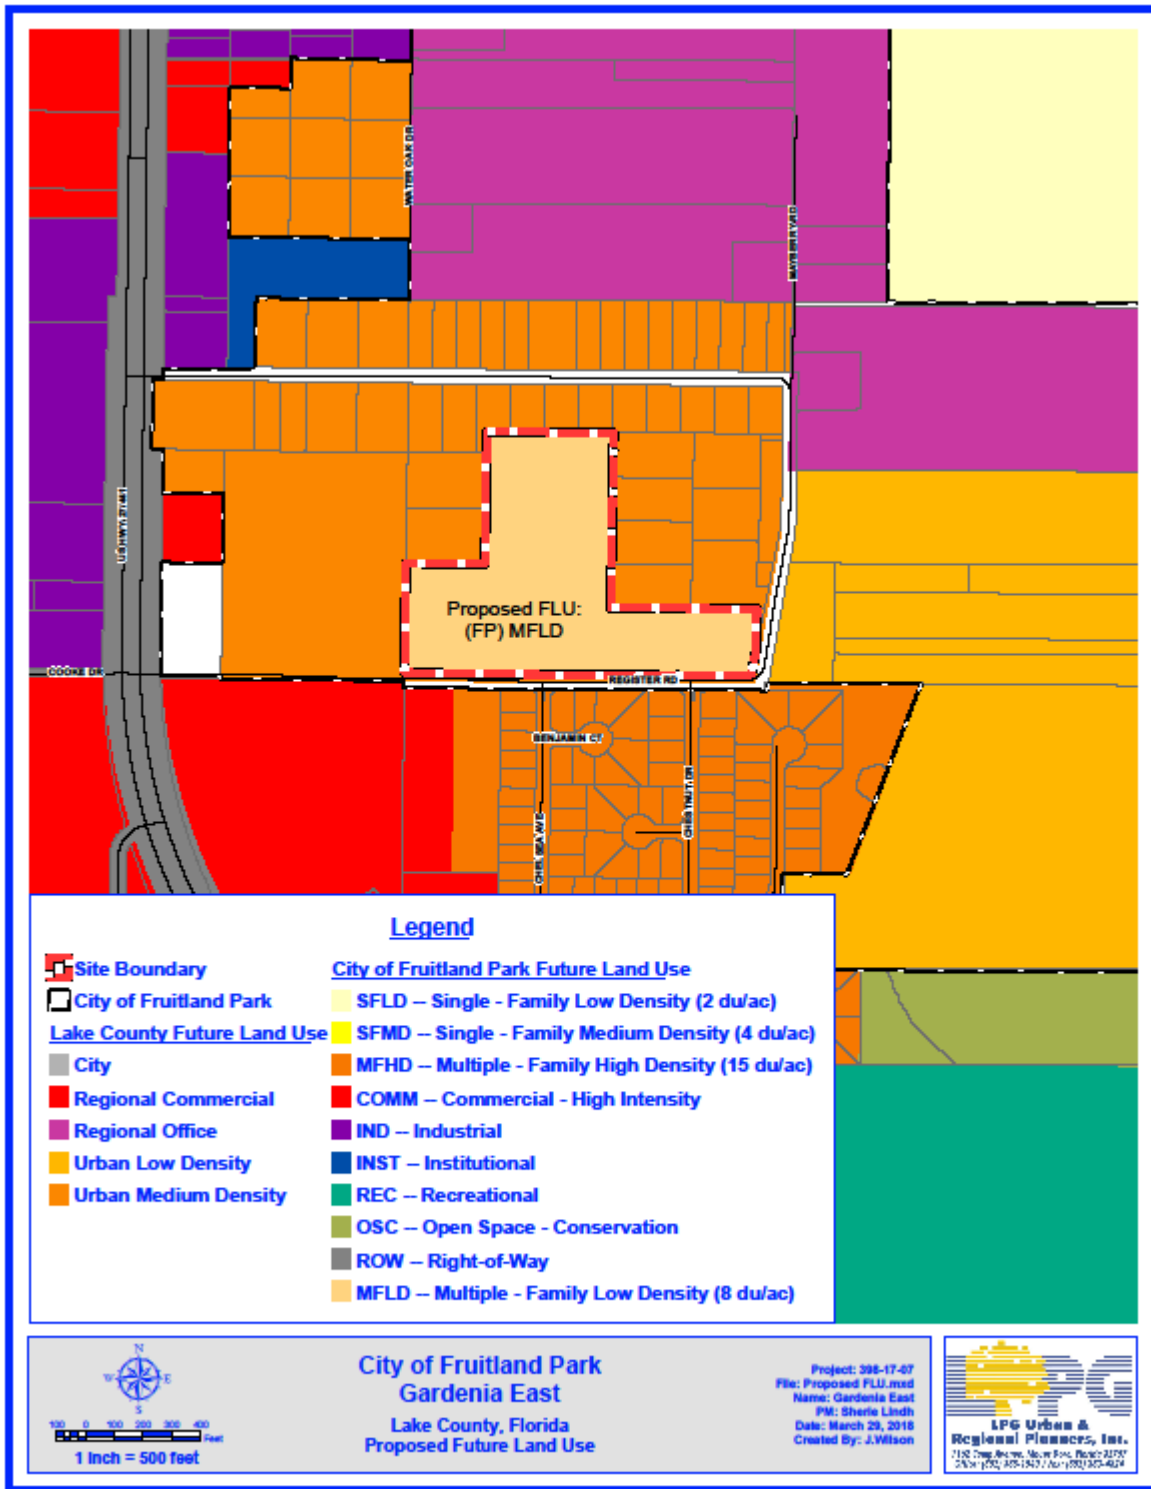 WATER OAK DR
Proposed FLU:
(FP) MFLD
COOKE DR
REGISTER RD
BENJAMIN CT
CHESTNUT DR
CHELSEA AVE
Legend
Site Boundary
City of Fruitland Park
Lake County Future Land Use
City
Regional Commercial
Regional Office
Urban Low Density
Urban Medium Density
City of Fruitland Park Future Land Use
SFLD -- Single - Family Low Density (2 du/ac)
SFMD -- Single - Family Medium Density (4 du/ac)
MFHD -- Multiple - Family High Density (15 du/ac)
COMM -- Commercial - High Intensity
IND -- Industrial
INST -- Institutional
REC -- Recreational
OSC -- Open Space - Conservation
ROW -- Right-of-Way
MFLD -- Multiple - Family Low Density (8 du/ac)
N
W E
S
100 0 100 200 300 400
Feet
1 inch = 500 feet
City of Fruitland Park
Gardenia East
Lake County, Florida
Proposed Future Land Use
Project: 398-17-07
File: Proposed FLU.mxd
Name: Gardenia East
PM: Sherie Lindh
Date: March 29, 2018
Created By: J.Wilson
LPG
LPG Urban &
Regional Planners, Inc.